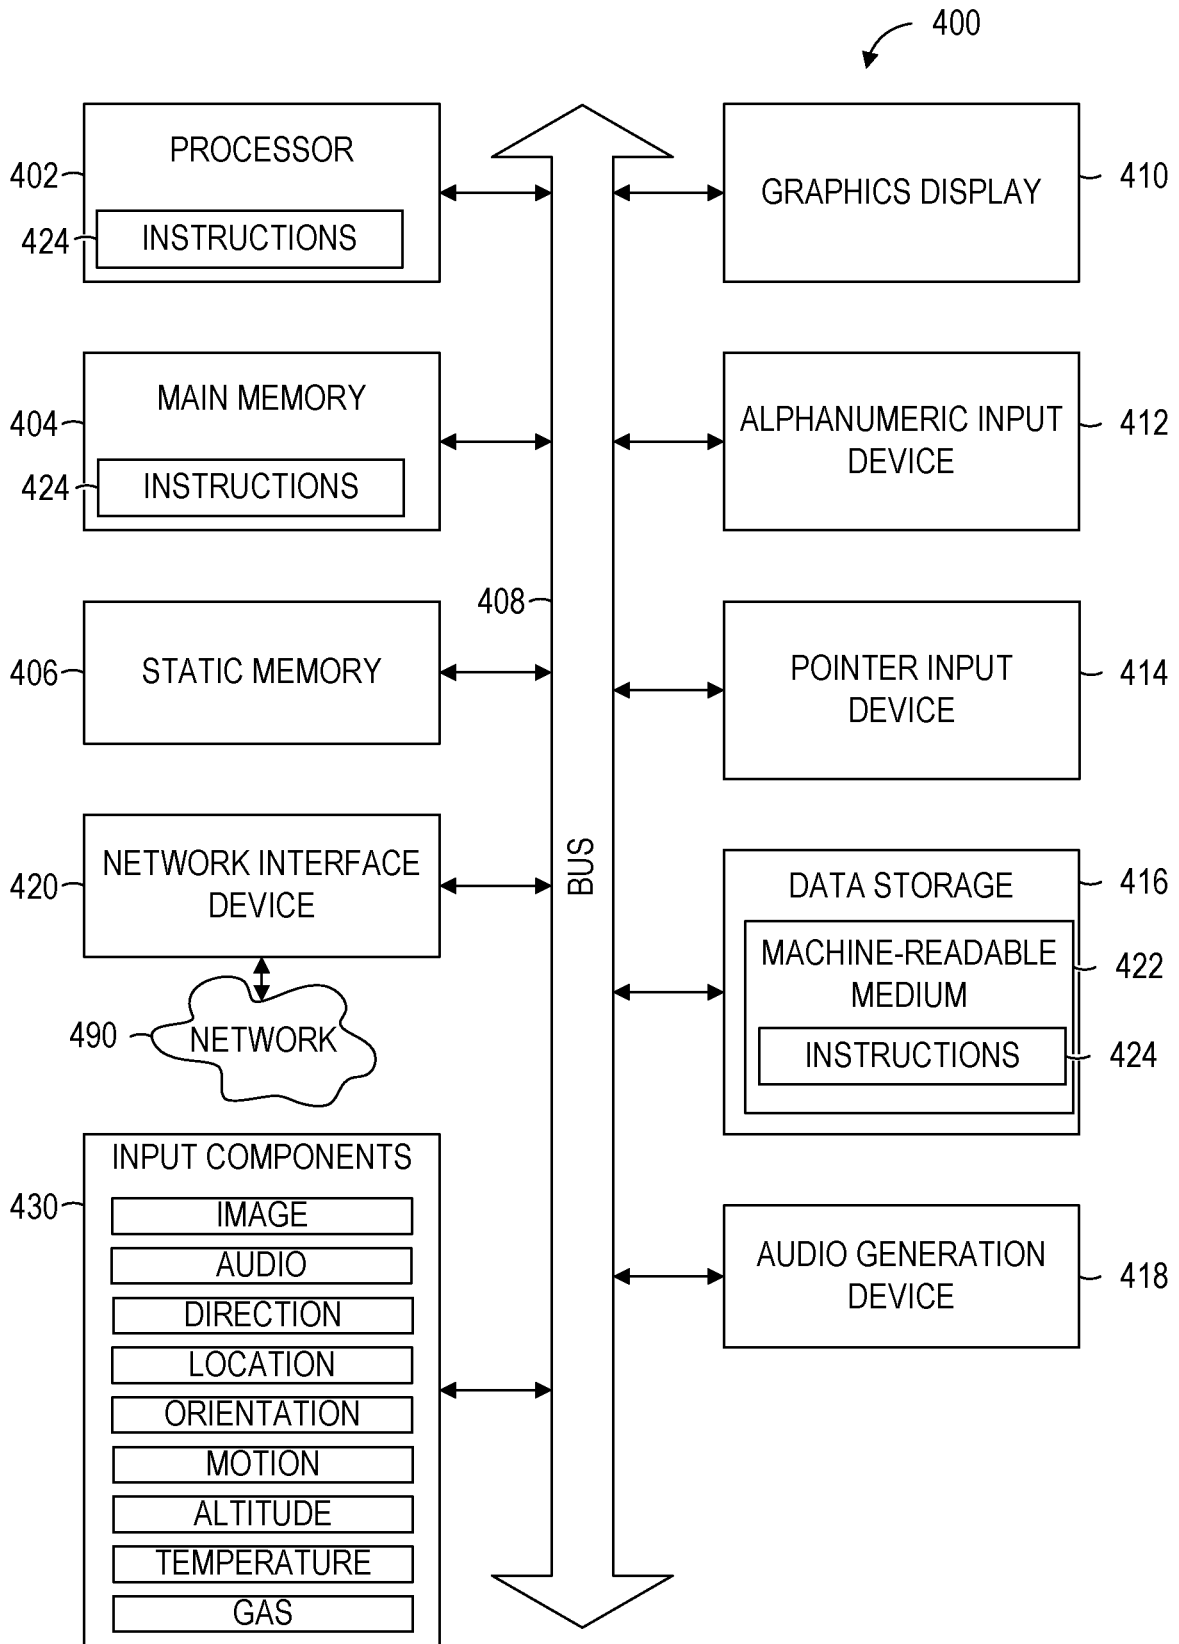 400
PROCESSOR
402
424
INSTRUCTIONS
GRAPHICS DISPLAY
410
MAIN MEMORY
404
424
INSTRUCTIONS
ALPHANUMERIC INPUT
DEVICE
412
408
STATIC MEMORY
406
POINTER INPUT
DEVICE
414
NETWORK INTERFACE
DEVICE
420
BUS
DATA STORAGE
416
MACHINE-READABLE
MEDIUM
422
INSTRUCTIONS
424
490
NETWORK
INPUT COMPONENTS
430
IMAGE
AUDIO
DIRECTION
LOCATION
ORIENTATION
MOTION
ALTITUDE
TEMPERATURE
GAS
AUDIO GENERATION
DEVICE
418